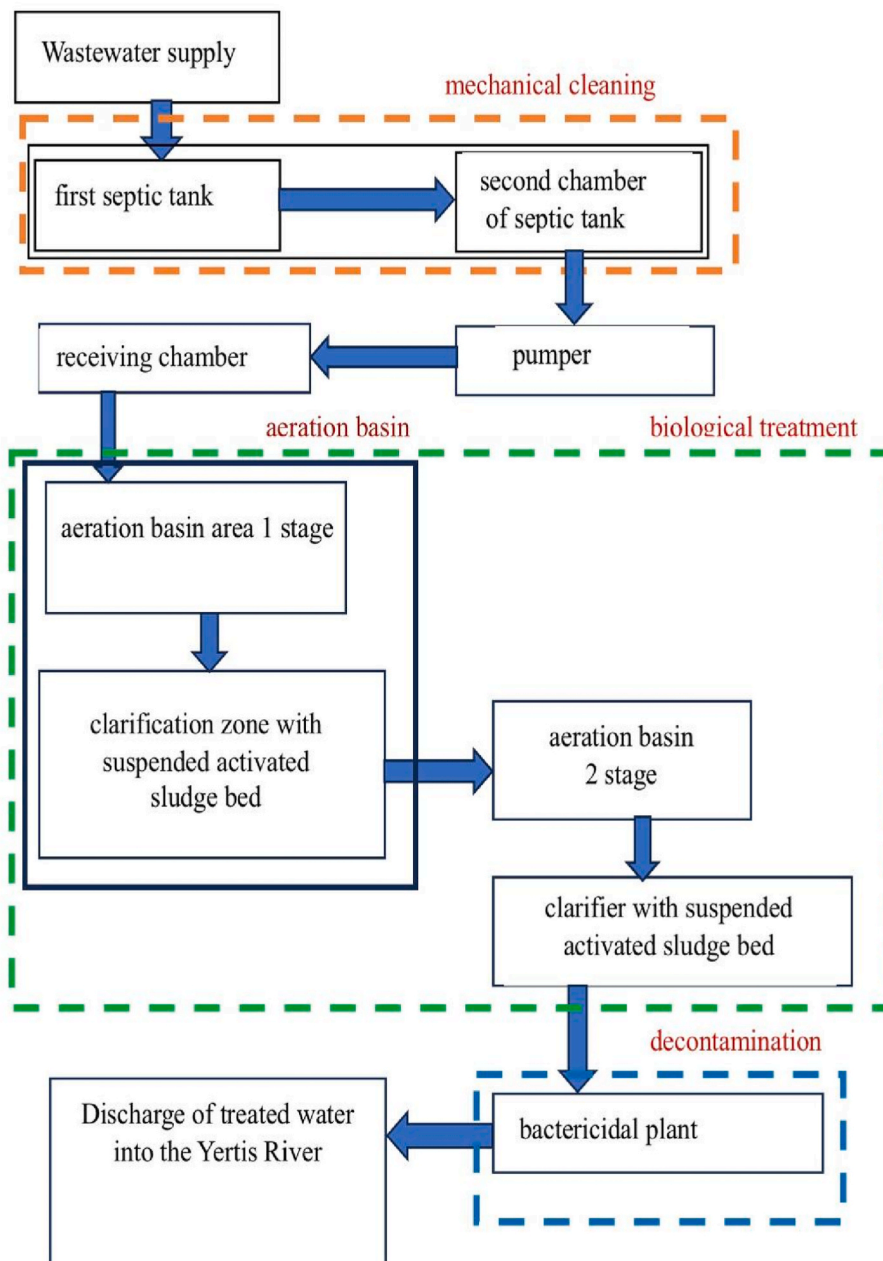 Wastewater supply
mechanical cleaning
first septic tank
second chamber
of septic tank
receiving chamber
pumper
aeration basin
biological treatment
aeration basin area 1 stage
clarification zone with
suspended activated
sludge bed
aeration basin
2 stage
clarifier with suspended
activated sludge bed
decontamination
bactericidal plant
Discharge of treated water
into the Yertis River